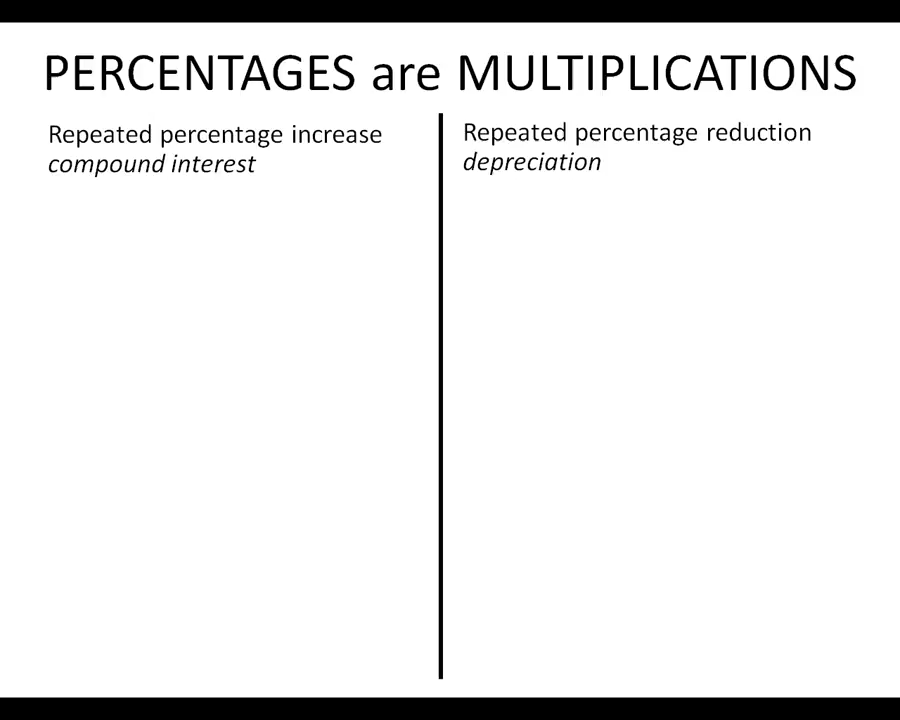 PERCENTAGES are MULTIPLICATIONS
Repeated percentage increase
compound interest
Repeated percentage reduction
depreciation